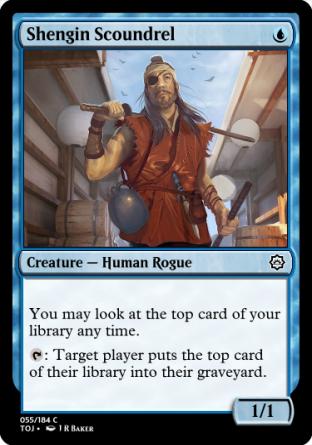 Shengin Scoundrel
Creature — Human Rogue
You may look at the top card of your
library any time.
: Target player puts the top card
of their library into their graveyard.
055/184 C
TOJ • I R Baker
1/1